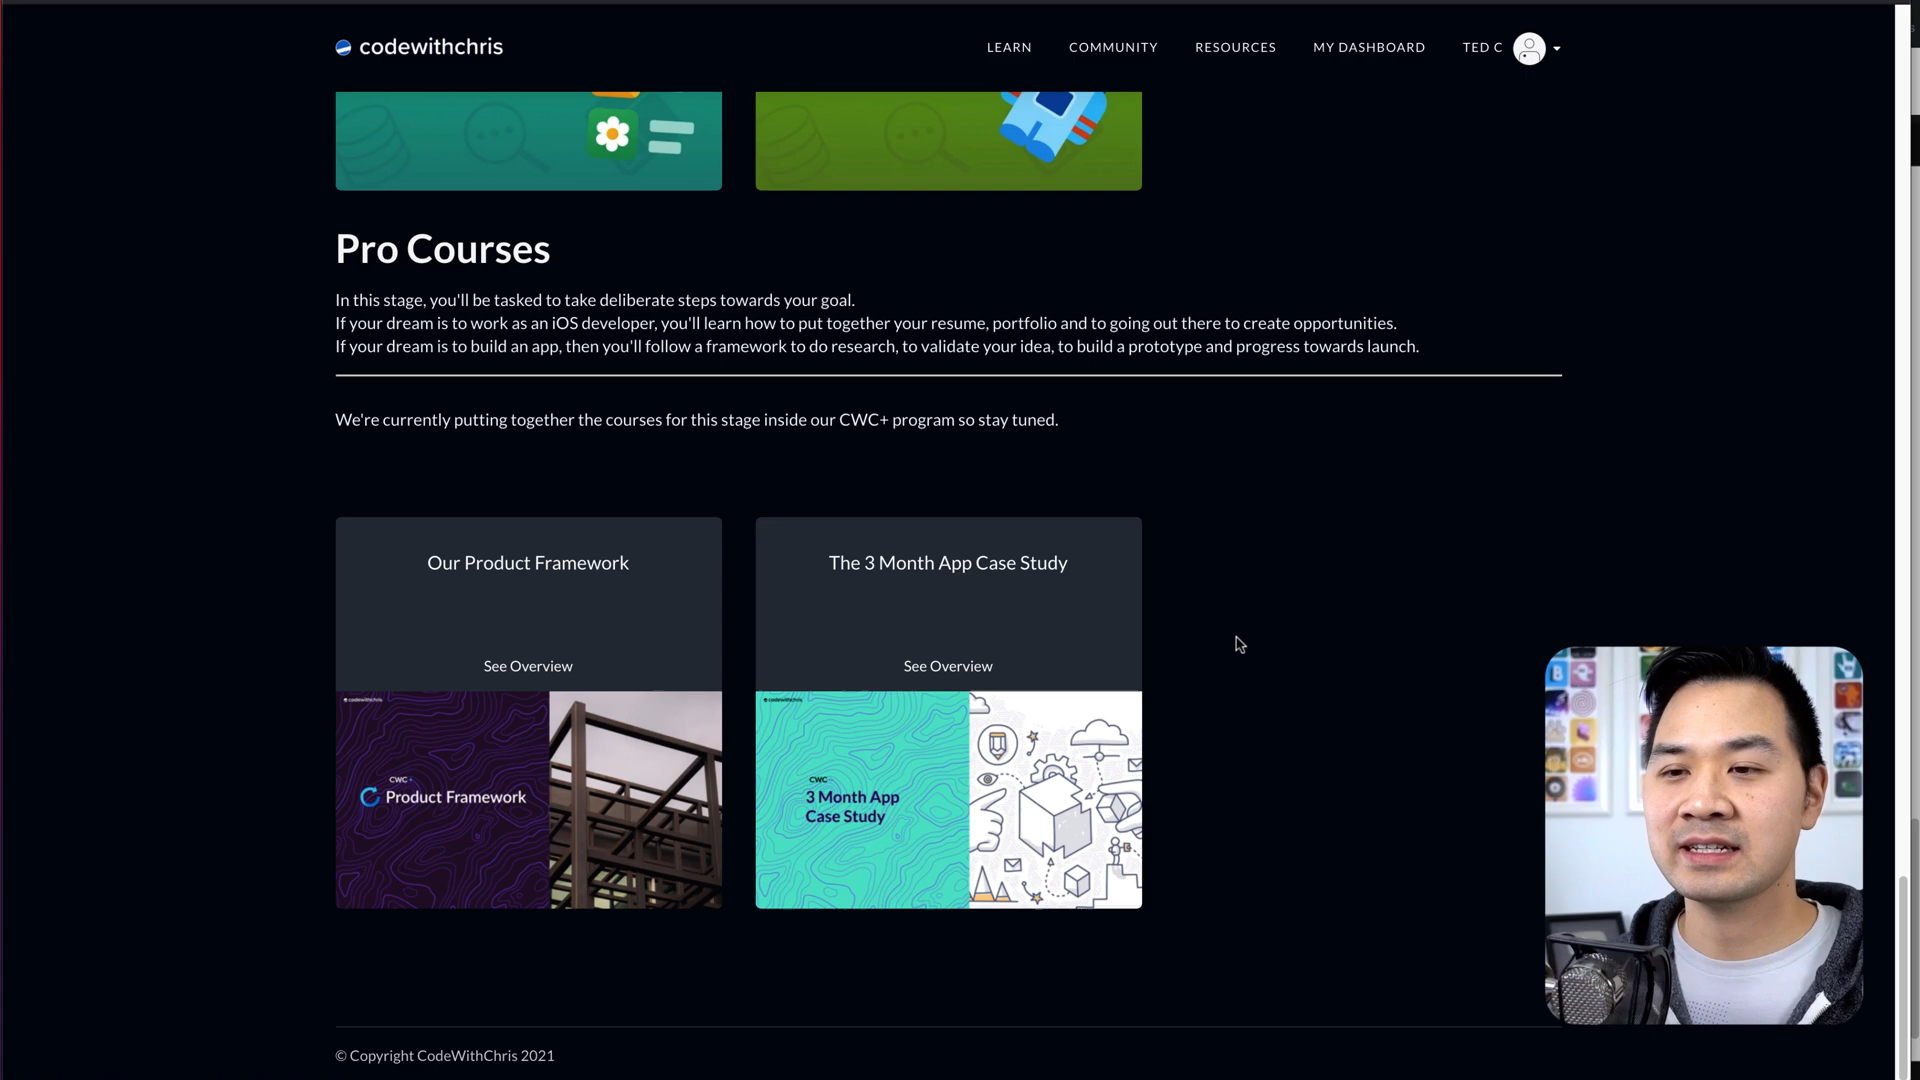 codewithchris
LEARN COMMUNITY RESOURCES MY DASHBOARD TED C
Pro Courses
In this stage, you'll be tasked to take deliberate steps towards your goal.
If your dream is to work as an iOS developer, you'll learn how to put together your resume, portfolio and to going out there to create opportunities.
If your dream is to build an app, then you'll follow a framework to do research, to validate your idea, to build a prototype and progress towards launch.
We're currently putting together the courses for this stage inside our CWC+ program so stay tuned.
Our Product Framework
See Overview
codewithchris
CWC+
Product Framework
The 3 Month App Case Study
See Overview
codewithchris
CWC
3 Month App
Case Study
© Copyright CodeWithChris 2021